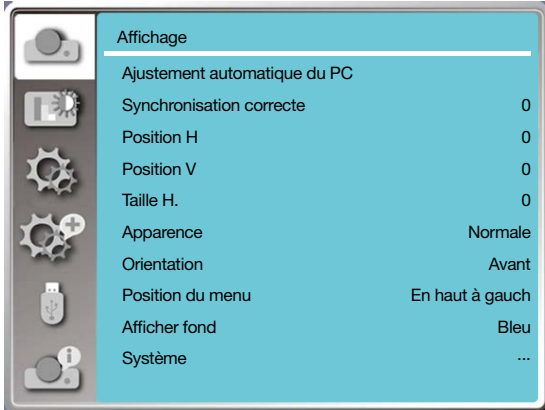 Affichage
Ajustement automatique du PC
Synchronisation correcte 0
Position H 0
Position V 0
Taille H. 0
Apparence Normale
Orientation Avant
Position du menu En haut à gauch
Afficher fond Bleu
Système ...